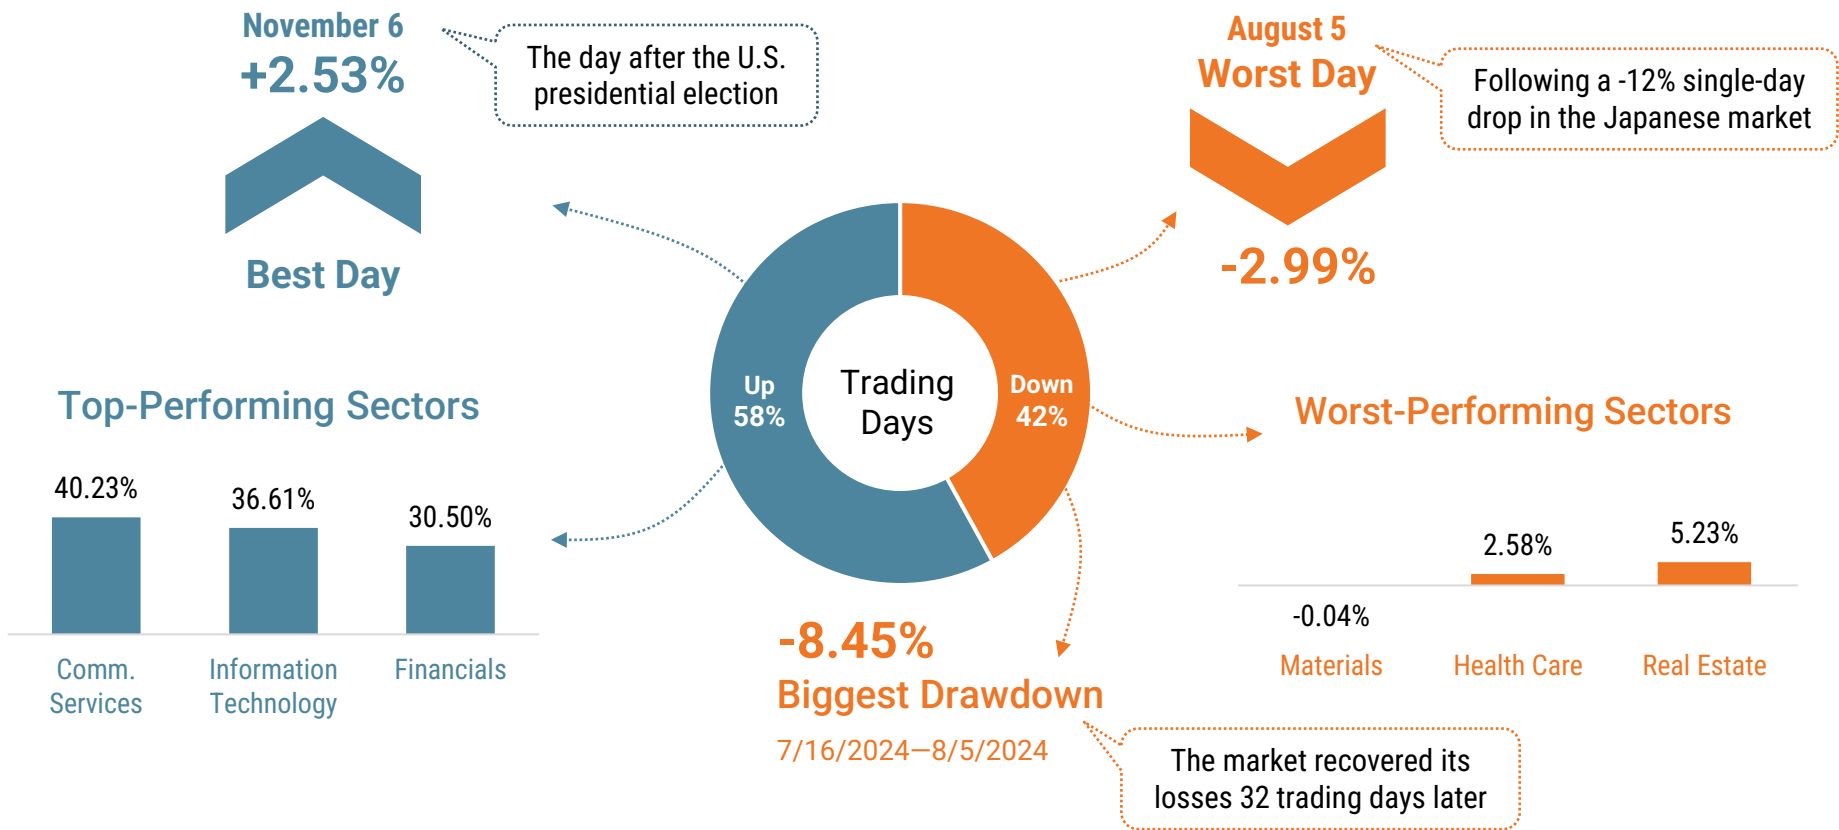 November 6
+2.53%
Best Day
The day after the U.S.
presidential election
August 5
Worst Day
-2.99%
Following a -12% single-day
drop in the Japanese market
Up
58%
Trading
Days
Down
42%
Top-Performing Sectors
40.23%
36.61%
30.50%
Comm.
Services
Information
Technology
Financials
Worst-Performing Sectors
-0.04%
2.58%
5.23%
Materials
Health Care
Real Estate
-8.45%
Biggest Drawdown
7/16/2024—8/5/2024
The market recovered its
losses 32 trading days later